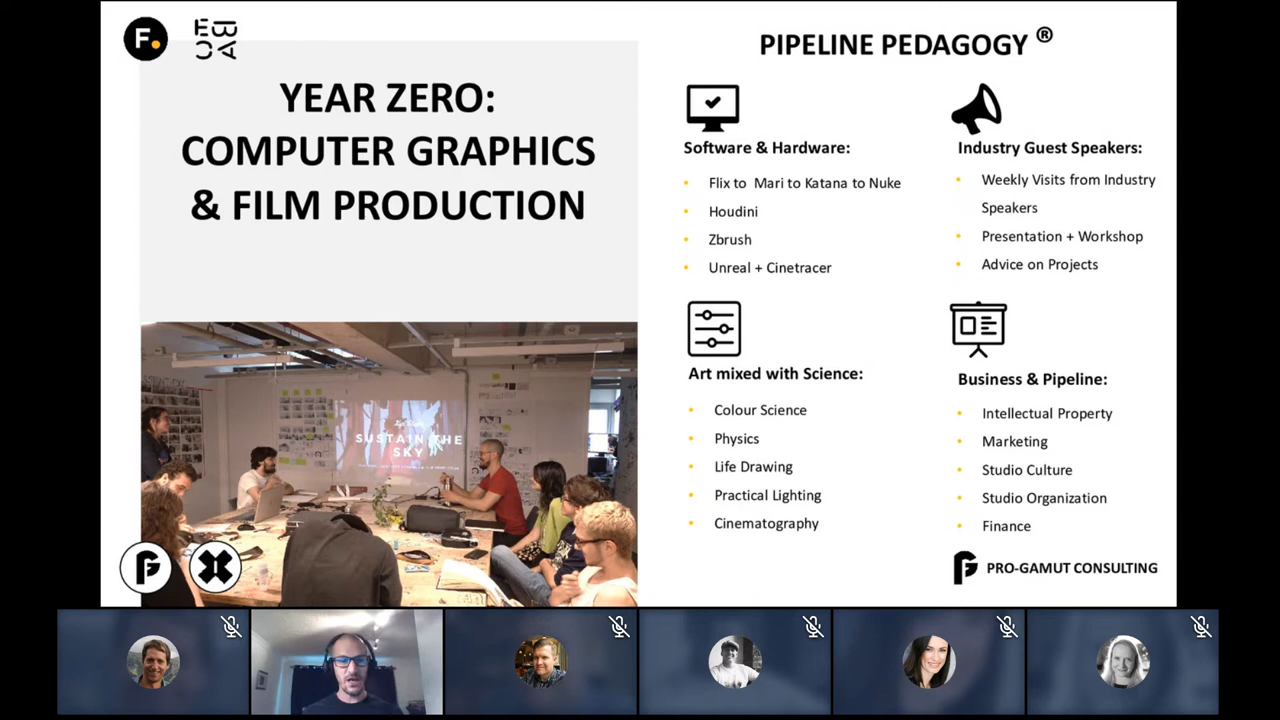 F.
YEAR ZERO:
COMPUTER GRAPHICS
& FILM PRODUCTION
SUSTAIN THE
SKY
PIPELINE PEDAGOGY ®
Software & Hardware:
Flix to Mari to Katana to Nuke
Houdini
Zbrush
Unreal + Cinetracer
Industry Guest Speakers:
Weekly Visits from Industry
Speakers
Presentation + Workshop
Advice on Projects
Art mixed with Science:
Colour Science
Physics
Life Drawing
Practical Lighting
Cinematography
Business & Pipeline:
Intellectual Property
Marketing
Studio Culture
Studio Organization
Finance
PRO-GAMUT CONSULTING